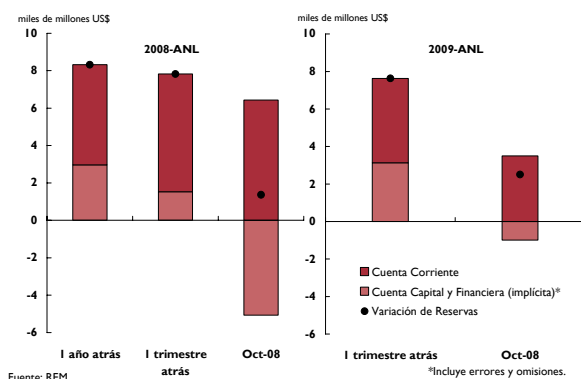 miles de millones US$
miles de millones US$
10
2008-ANL
8
6
4
2
0
-2
-4
-6
1 año atrás
1 trimestre
atrás
Oct-08
10
2009-ANL
8
6
4
2
0
-2
-4
-6
Cuenta Corriente
Cuenta Capital y Financiera (implícita)*
Variación de Reservas
1 trimestre atrás
Oct-08
Fuente: REM
*Incluye errores y omisiones.